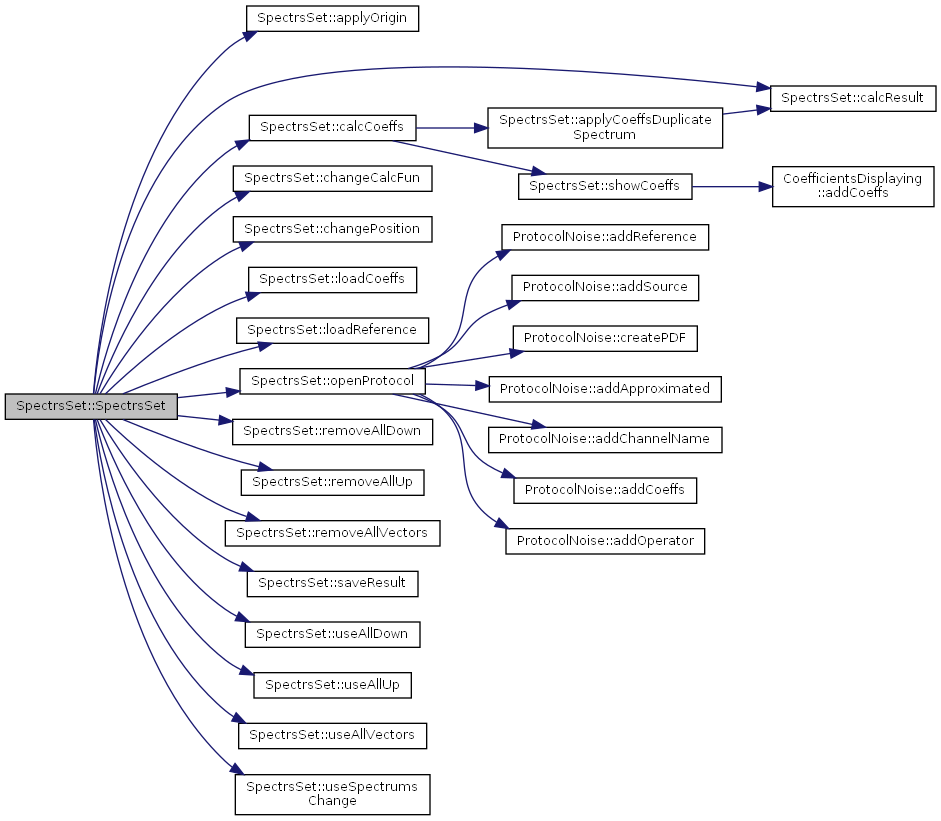 SpectrsSet::applyOrigin
SpectrsSet::calcResult
SpectrsSet::calcCoeffs
SpectrsSet::applyCoeffsDuplicate
Spectrum
SpectrsSet::changeCalcFun
SpectrsSet::showCoeffs
CoefficientsDisplaying
::addCoeffs
SpectrsSet::changePosition
ProtocolNoise::addReference
SpectrsSet::loadCoeffs
ProtocolNoise::addSource
SpectrsSet::loadReference
ProtocolNoise::createPDF
SpectrsSet::SpectrsSet
SpectrsSet::openProtocol
ProtocolNoise::addApproximated
SpectrsSet::removeAllDown
ProtocolNoise::addChannelName
SpectrsSet::removeAllUp
ProtocolNoise::addCoeffs
SpectrsSet::removeAllVectors
ProtocolNoise::addOperator
SpectrsSet::saveResult
SpectrsSet::useAllDown
SpectrsSet::useAllUp
SpectrsSet::useAllVectors
SpectrsSet::useSpectrums
Change